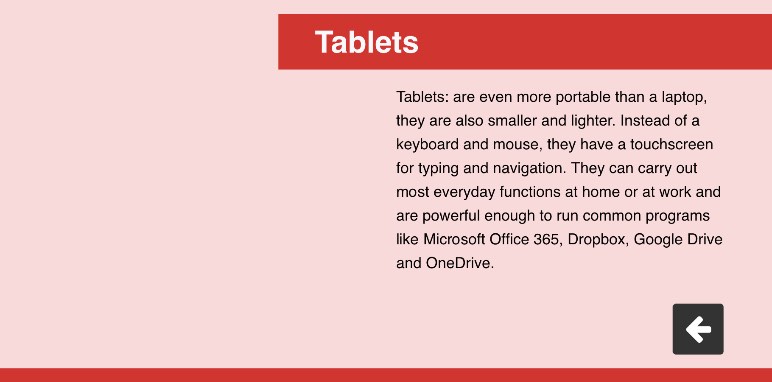 Tablets
Tablets: are even more portable than a laptop,
they are also smaller and lighter. Instead of a
keyboard and mouse, they have a touchscreen
for typing and navigation. They can carry out
most everyday functions at home or at work and
are powerful enough to run common programs
like Microsoft Office 365, Dropbox, Google Drive
and OneDrive.